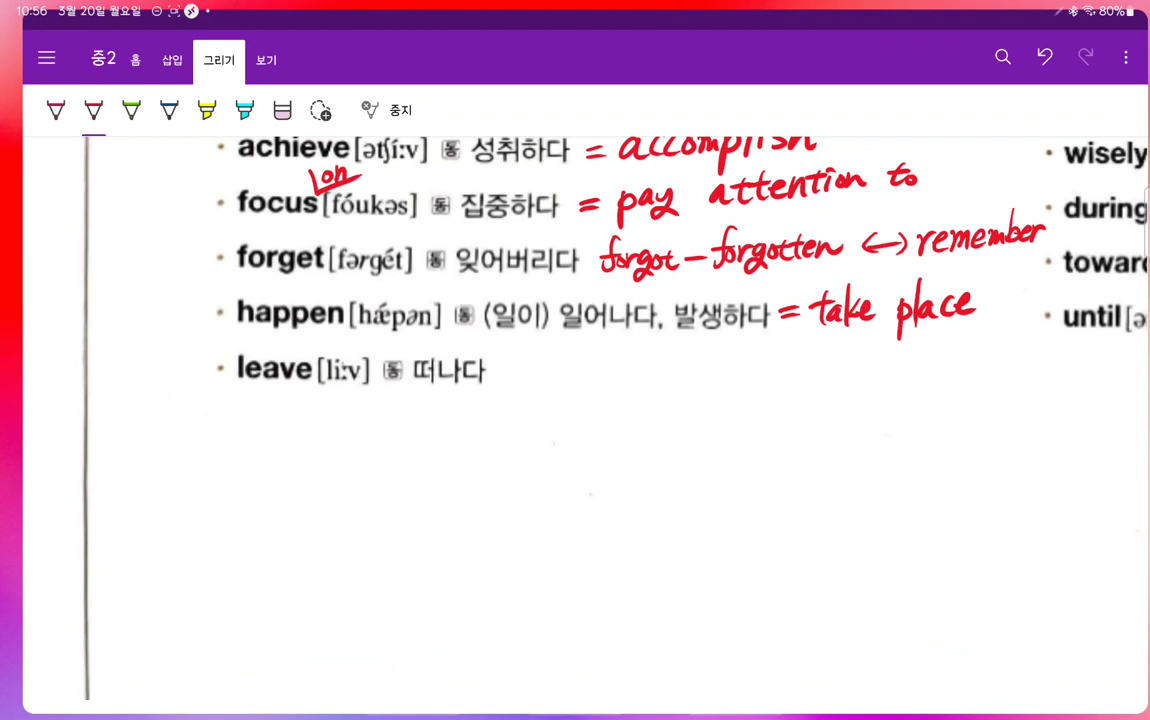 10:56 3월 20일 월요일 80%
중2 홈 삽입 그리기 보기
중지
achieve[ətʃíːv] 동 성취하다 = accomplish
wisely
on
focus[fóukəs] 동 집중하다 = pay attention to
during
forget[fərgét] 동 잊어버리다 forgot - forgotten ↔ remember
towar
happen[hǽpən] 동 (일이) 일어나다, 발생하다 = take place
until[ə
leave[liːv] 동 떠나다